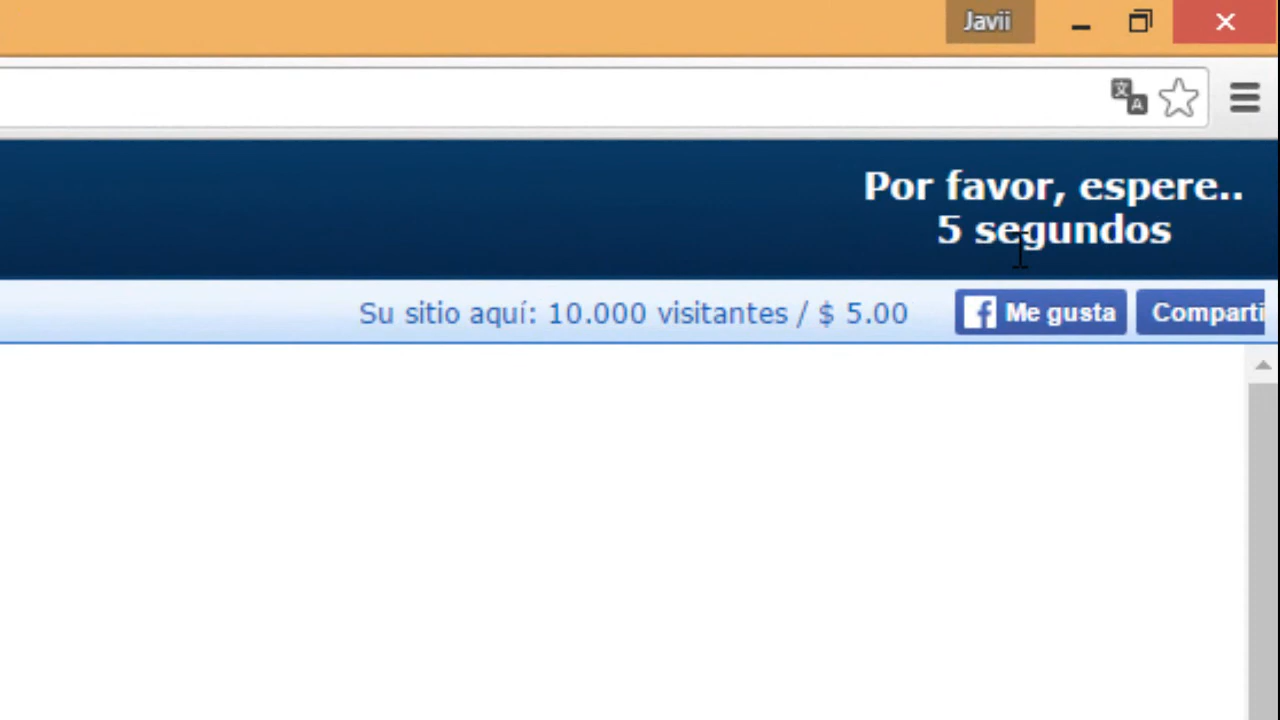 Javii
Por favor, espere..
5 segundos
Su sitio aquí: 10.000 visitantes / $ 5.00
Me gusta
Comparti